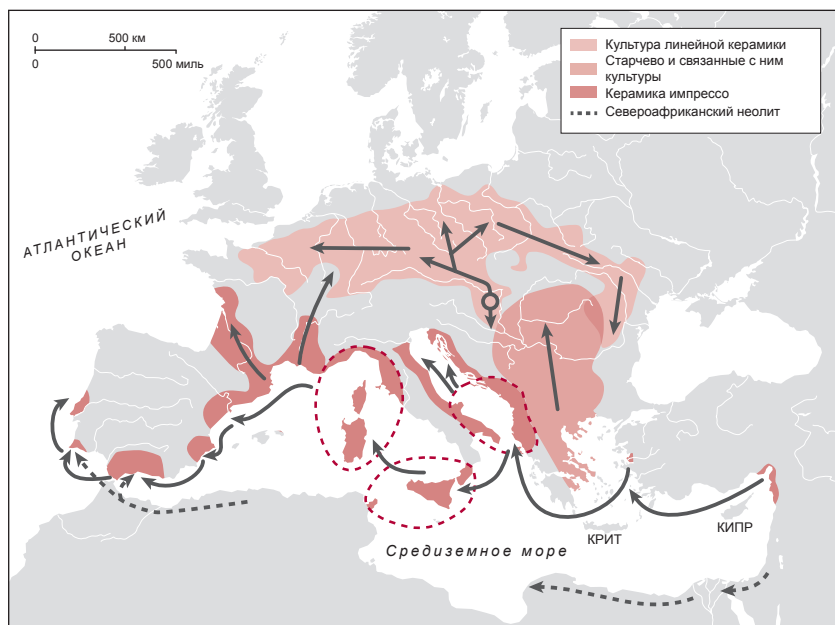 0 500 км
0 500 миль
Культура линейной керамики
Старчево и связанные с ним
культуры
Керамика импрессо
Североафриканский неолит
АТЛАНТИЧЕСКИЙ
ОКЕАН
КРИТ
КИПР
Средиземное море